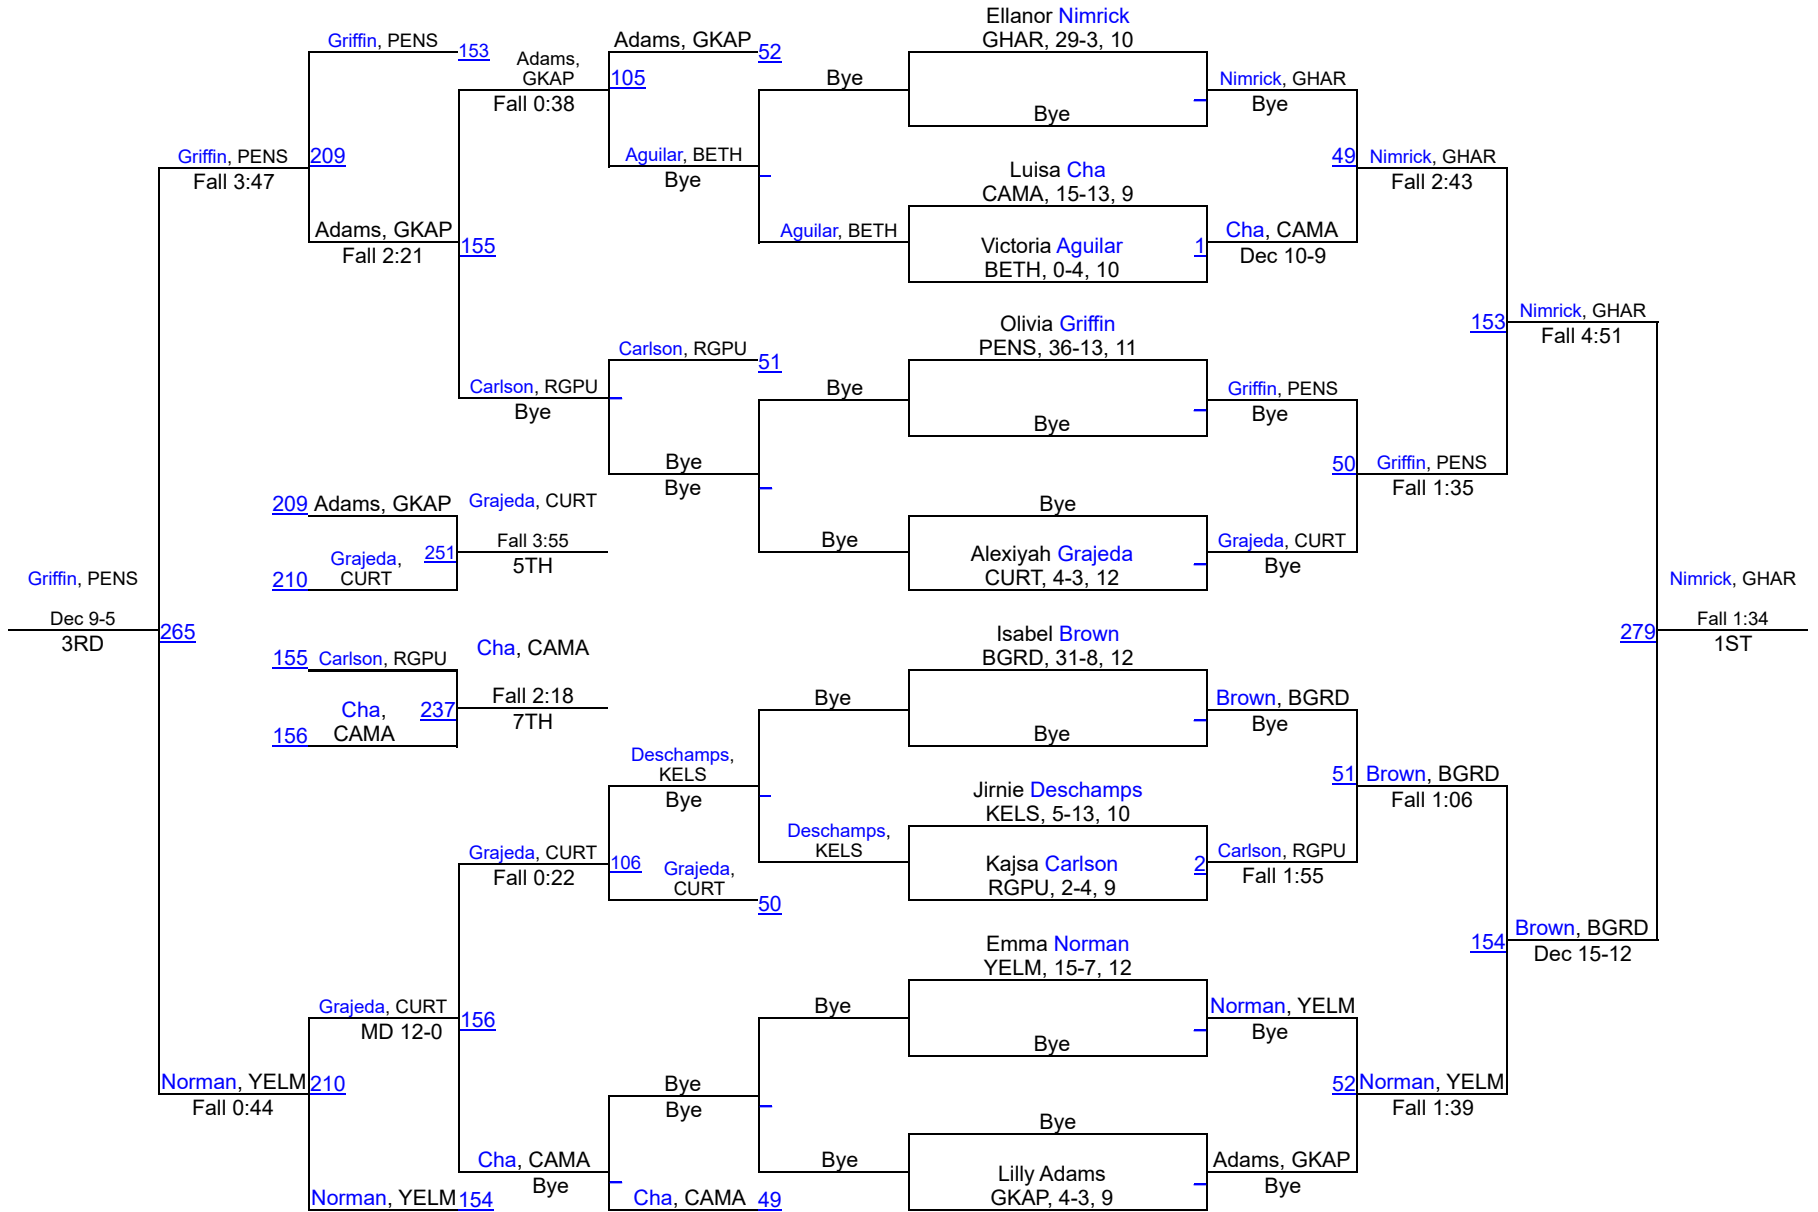 Ellanor Nimrick
GHAR, 29-3, 10
Griffin, PENS
153
Adams, GKAP
52
Adams,
GKAP
105
Fall 0:38
Bye
Nimrick, GHAR
Bye
Bye
Griffin, PENS
209
Fall 3:47
Aguilar, BETH
Bye
Luisa Cha
CAMA, 15-13, 9
49
Nimrick, GHAR
Fall 2:43
Adams, GKAP
155
Fall 2:21
Aguilar, BETH
Victoria Aguilar
BETH, 0-4, 10
1
Cha, CAMA
Dec 10-9
Olivia Griffin
PENS, 36-13, 11
153
Nimrick, GHAR
Fall 4:51
Carlson, RGPU
51
Carlson, RGPU
Bye
Bye
Bye
Griffin, PENS
Bye
Bye
Bye
50
Griffin, PENS
Fall 1:35
209
Adams, GKAP
Grajeda, CURT
Bye
Grajeda,
CURT
210
251
Fall 3:55
5TH
Bye
Alexiyah Grajeda
CURT, 4-3, 12
Grajeda, CURT
Bye
Griffin, PENS
Dec 9-5
3RD
265
Nimrick, GHAR
279
Fall 1:34
1ST
155
Carlson, RGPU
Cha, CAMA
Isabel Brown
BGRD, 31-8, 12
Cha,
CAMA
156
237
Fall 2:18
7TH
Bye
Bye
Brown, BGRD
Bye
Deschamps,
KELS
Bye
Jirnie Deschamps
KELS, 5-13, 10
51
Brown, BGRD
Fall 1:06
Grajeda, CURT
106
Fall 0:22
Grajeda,
CURT
50
Deschamps,
KELS
Kajsa Carlson
RGPU, 2-4, 9
2
Carlson, RGPU
Fall 1:55
Emma Norman
YELM, 15-7, 12
154
Brown, BGRD
Dec 15-12
Grajeda, CURT
156
MD 12-0
Bye
Bye
Norman, YELM
Bye
Norman, YELM
210
Fall 0:44
Bye
Bye
52
Norman, YELM
Fall 1:39
Bye
Cha, CAMA
Bye
Bye
Lilly Adams
GKAP, 4-3, 9
Adams, GKAP
Bye
Norman, YELM
154
Cha, CAMA
49